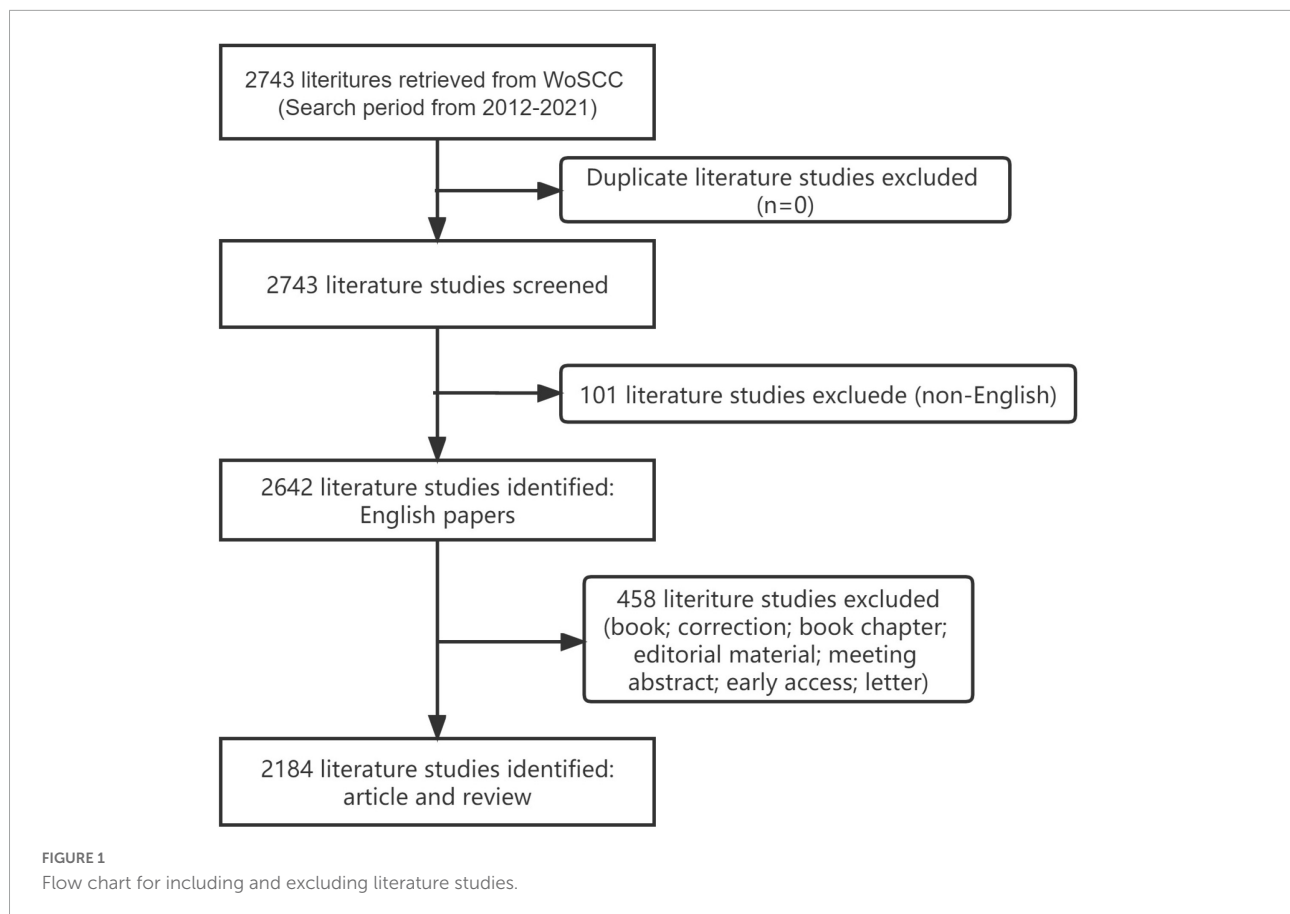 2743 literitures retrieved from WoSCC
(Search period from 2012-2021)
Duplicate literature studies excluded
(n=0)
2743 literature studies screened
101 literature studies excluede (non-English)
2642 literature studies identified:
English papers
458 literiture studies excluded
(book; correction; book chapter;
editorial material; meeting
abstract; early access; letter)
2184 literature studies identified:
article and review
FIGURE 1
Flow chart for including and excluding literature studies.